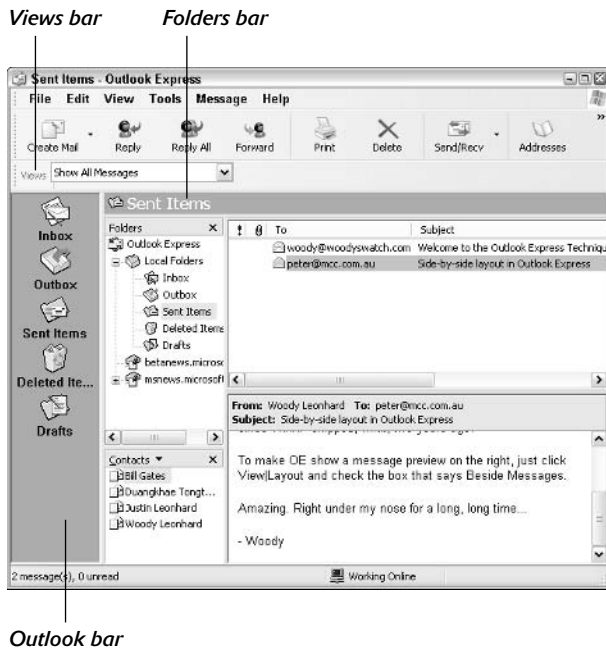 Views bar
Folders bar
Sent Items - Outlook Express
File Edit View Tools Message Help
Create Mail Reply Reply All Forward Print Delete Send/Recv Addresses
Views Show All Messages
Sent Items
Inbox
Outbox
Sent Items
Deleted Ite...
Drafts
Folders
Outlook Express
Local Folders
Inbox
Outbox
Sent Items
Deleted Items
Drafts
betanews.microsc
msnews.microsoft
Contacts
Bill Gates
Duangkhae Tongt...
Justin Leonhard
Woody Leonhard
! To Subject
woody@woodyswatch.com Welcome to the Outlook Express Techniqu
peter@mcc.com.au Side-by-side layout in Outlook Express
From: Woody Leonhard To: peter@mcc.com.au
Subject: Side-by-side layout in Outlook Express
To make OE show a message preview on the right, just click
View|Layout and check the box that says Beside Messages.
Amazing. Right under my nose for a long, long time...
- Woody
2 message(s), 0 unread Working Online
Outlook bar